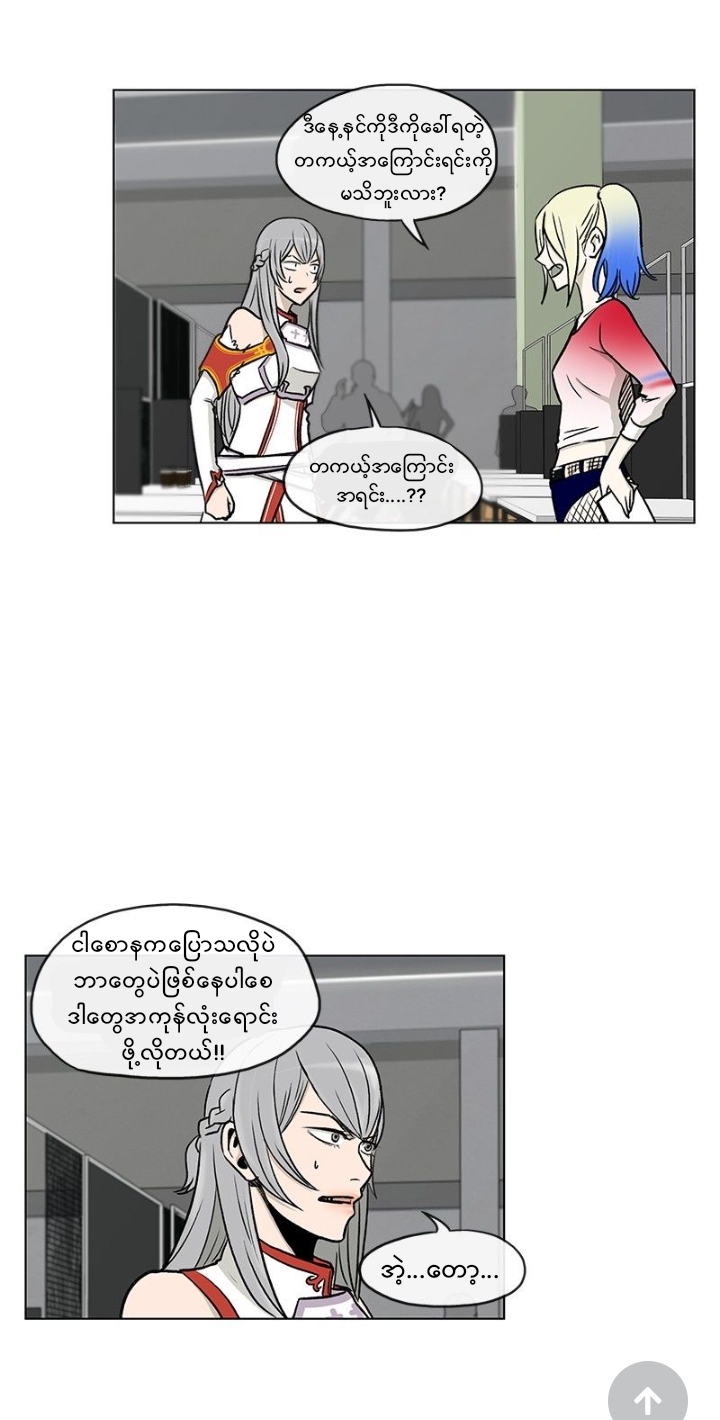 ဒီနေ့နင်ကိုဒီကိုခေါ်ရတဲ့
တကယ့်အကြောင်းရင်းကို
မသိဘူးလား?
တကယ့်အကြောင်း
အရင်း....??
ငါစောနကပြောသလိုပဲ
ဘာတွေပဲဖြစ်နေပါစေ
ဒါတွေအကုန်လုံးရောင်း
ဖို့လိုတယ်!!
အဲ့...တော့...